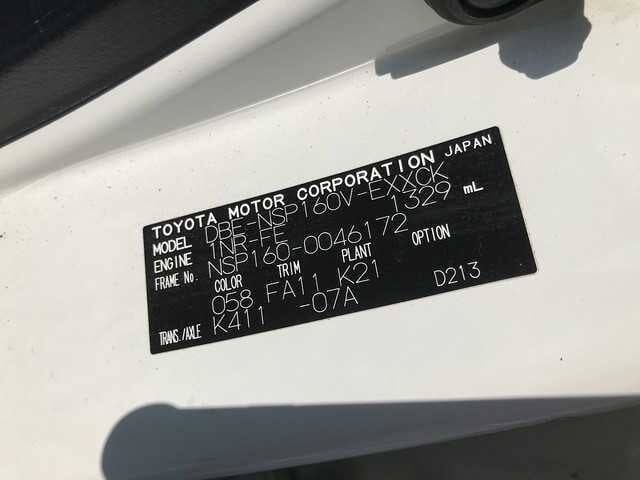 TOYOTA MOTOR CORPORATION JAPAN
MODEL DBE-NSP160V-EXXCK
ENGINE 1NR-FE 1329 mL
FRAME No. NSP160-0046172
COLOR TRIM PLANT OPTION
058 FA11 K21
TRANS./AXLE K411 -07A D213